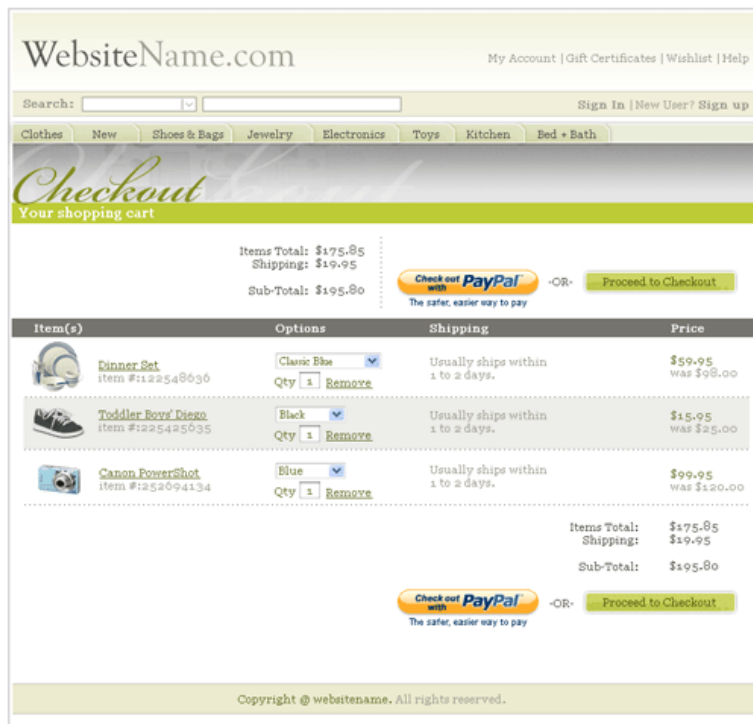 WebsiteName.com
My Account | Gift Certificates | Wishlist | Help
Search:
Sign In | New User? Sign up
Clothes New Shoes & Bags Jewelry Electronics Toys Kitchen Bed + Bath
Checkout
Your shopping cart
Items Total: $175.85
Shipping: $19.95
Sub-Total: $195.80
Check out with PayPal -OR- Proceed to Checkout
The safer, easier way to pay
Item(s) Options Shipping Price
Dinner Set Classic Blue Usually ships within $59.95
item #:122548636 Qty 1 Remove 1 to 2 days. was $98.00
Toddler Boys' Diego Black Usually ships within $15.95
item #:225425635 Qty 1 Remove 1 to 2 days. was $25.00
Canon PowerShot Blue Usually ships within $99.95
item #:252694134 Qty 1 Remove 1 to 2 days. was $120.00
Items Total: $175.85
Shipping: $19.95
Sub-Total: $195.80
Check out with PayPal -OR- Proceed to Checkout
The safer, easier way to pay
Copyright @ websitename. All rights reserved.